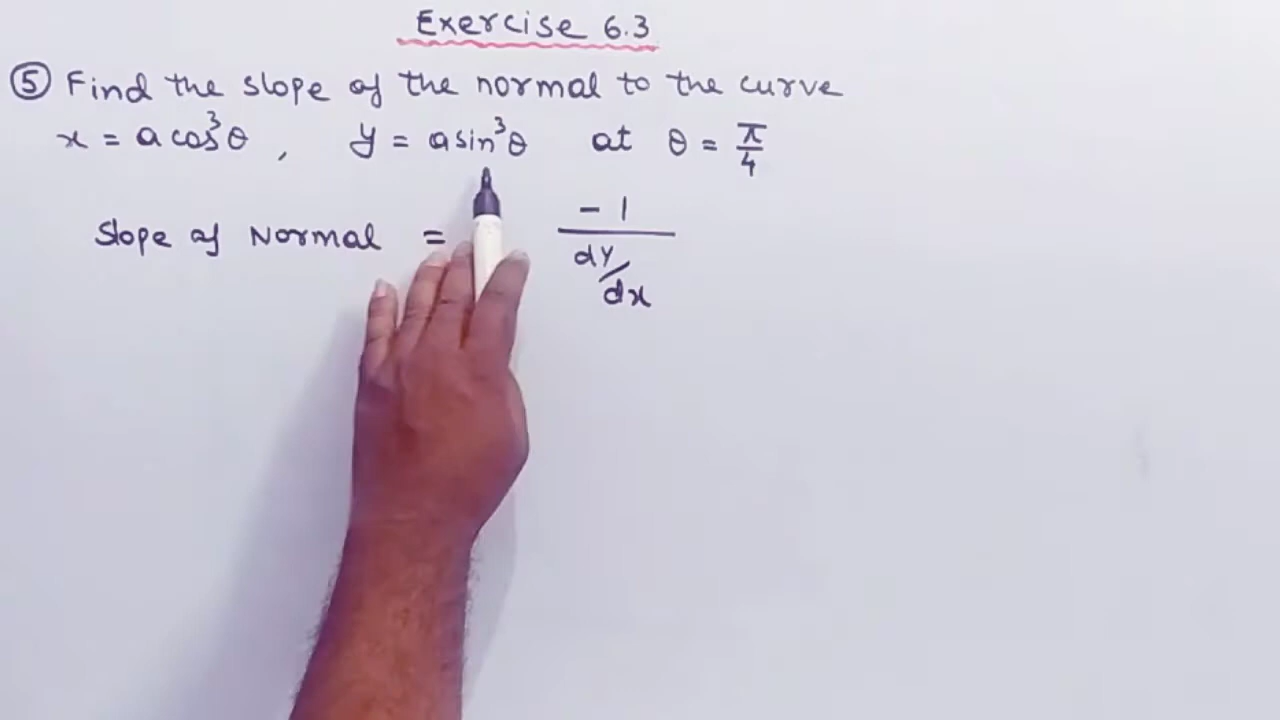 Exercise 6.3
⑤ Find the slope of the normal to the curve
x = a cos³θ , y = a sin³θ at θ = π/4
Slope of Normal = -1 / (dy/dx)